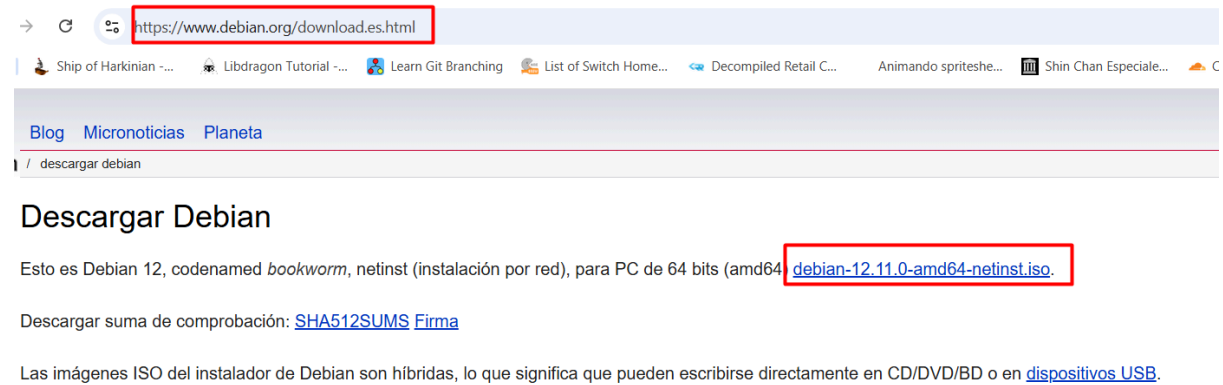 https://www.debian.org/download.es.html
Ship of Harkinian -... Libdragon Tutorial -... Learn Git Branching List of Switch Home... Decompiled Retail C... Animando spriteshe... Shin Chan Especiale... C
Blog Micronoticias Planeta
/ descargar debian
Descargar Debian
Esto es Debian 12, codenamed bookworm, netinst (instalación por red), para PC de 64 bits (amd64) debian-12.11.0-amd64-netinst.iso.
Descargar suma de comprobación: SHA512SUMS Firma
Las imágenes ISO del instalador de Debian son híbridas, lo que significa que pueden escribirse directamente en CD/DVD/BD o en dispositivos USB.